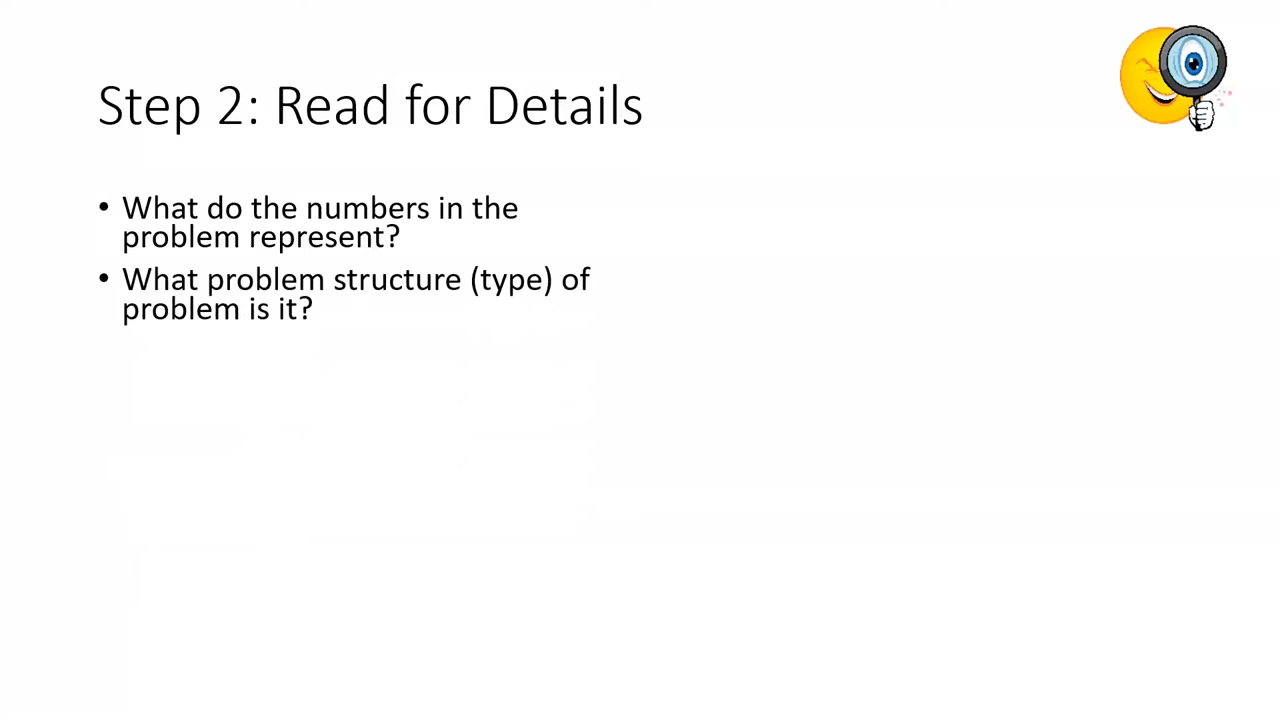 Step 2: Read for Details
• What do the numbers in the
problem represent?
• What problem structure (type) of
problem is it?